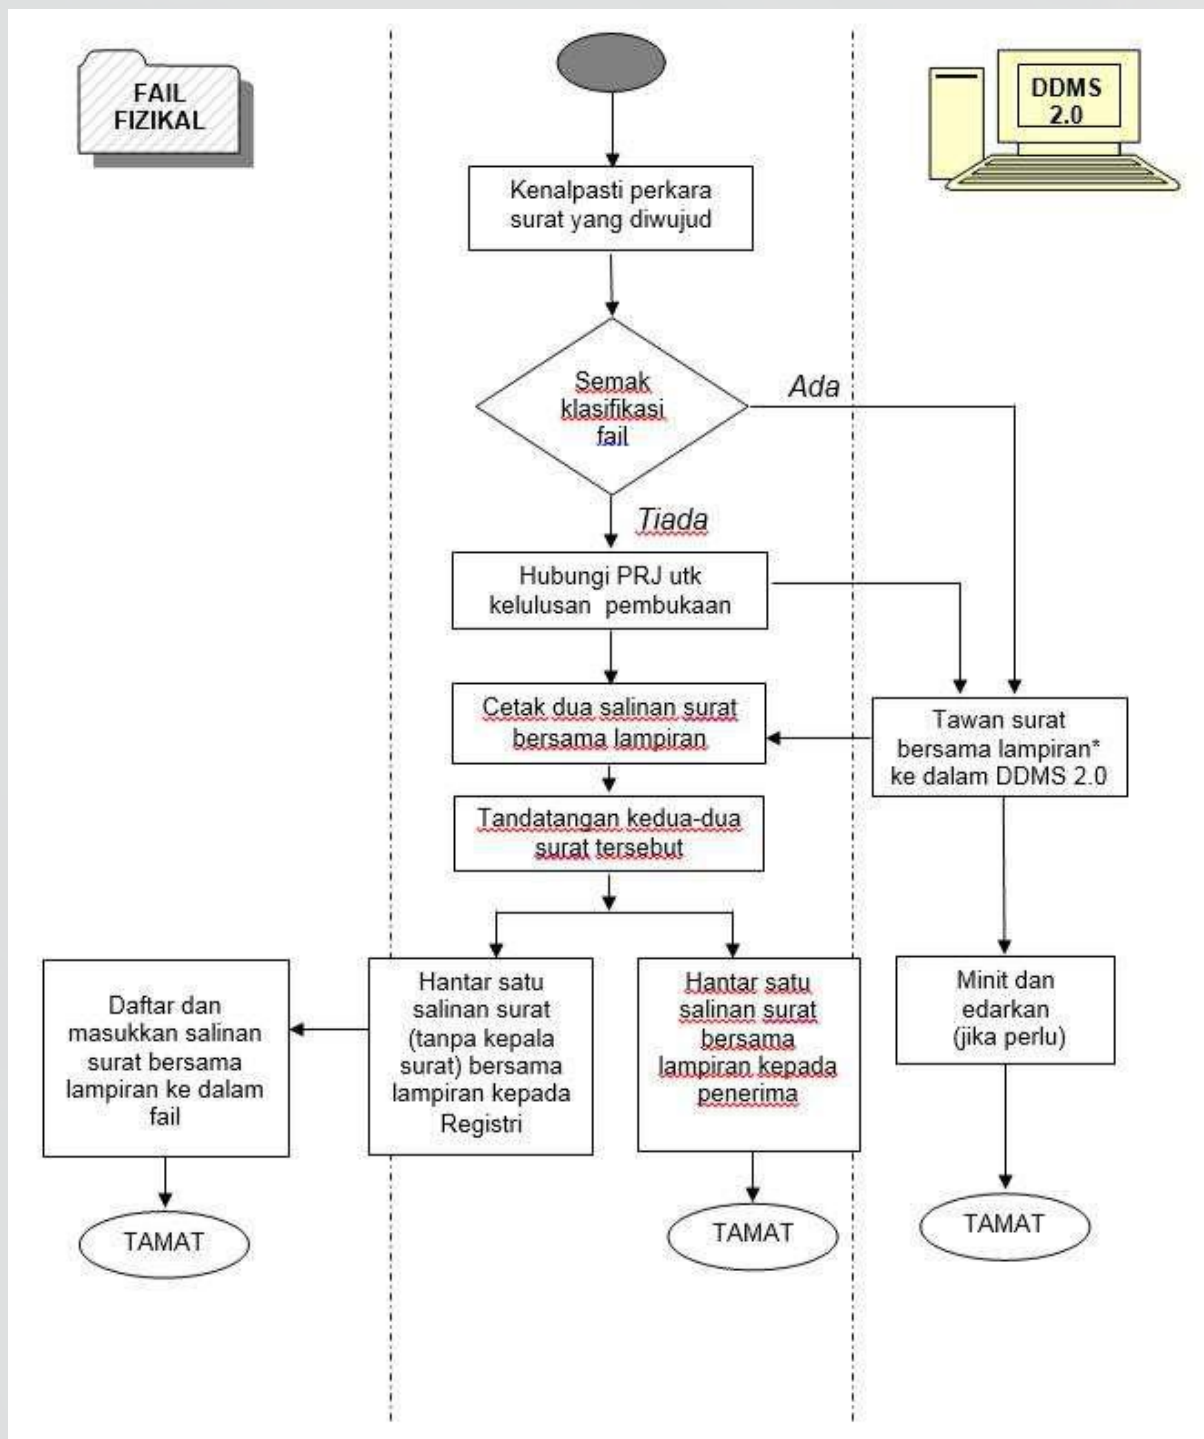 FAIL
FIZIKAL
DDMS
2.0
Kenalpasti perkara
surat yang diwujud
Semak
klasifikasi
fail
Ada
Tiada
Hubungi PRJ utk
kelulusan  pembukaan
Cetak dua salinan surat
bersama lampiran
Tawan surat
bersama lampiran*
ke dalam DDMS 2.0
Tandatangan kedua-dua
surat tersebut
Daftar dan
masukkan salinan
surat bersama
lampiran ke dalam
fail
Hantar satu
salinan surat
(tanpa kepala
surat) bersama
lampiran kepada
Registri
Hantar satu
salinan surat
bersama
lampiran kepada
penerima
Minit dan
edarkan
(jika perlu)
TAMAT
TAMAT
TAMAT